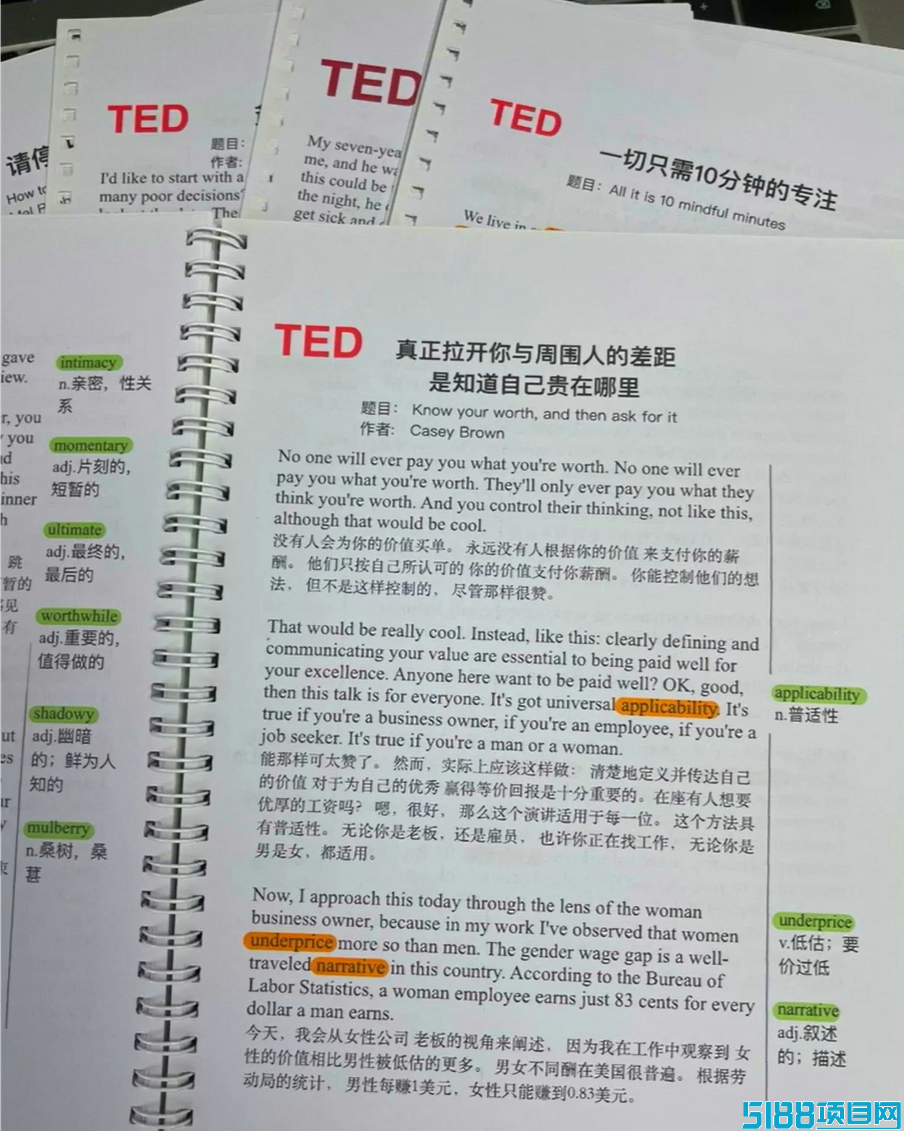 TED
题目：
作者：
I'd like to start with a
many poor decisions
The
请停
How to
TED
My seven-yea
me, and he wa
this could be
the night, he
get sick and
TED
一切只需10分钟的专注
题目：All it is 10 mindful minutes
We live in
gave
iew.
r, you
you
his
inner
跳
暂的
有
intimacy
n.亲密，性关
系
momentary
adj.片刻的，
短暂的
ultimate
adj.最终的，
最后的
worthwhile
adj.重要的，
值得做的
shadowy
adj.幽暗
的；鲜为人
知的
mulberry
n.桑树，桑
葚
TED
真正拉开你与周围人的差距
是知道自己贵在哪里
题目： Know your worth, and then ask for it
作者： Casey Brown
No one will ever pay you what you're worth. No one will ever
pay you what you're worth. They'll only ever pay you what they
think you're worth. And you control their thinking, not like this,
although that would be cool.
没有人会为你的价值买单。 永远没有人根据你的价值 来支付你的薪
酬。 他们只按自己所认可的 你的价值支付你薪酬。 你能控制他们的想
法， 但不是这样控制的， 尽管那样很赞。
That would be really cool. Instead, like this: clearly defining and
communicating your value are essential to being paid well for
your excellence. Anyone here want to be paid well? OK, good,
then this talk is for everyone. It's got universal applicability. It's
true if you're a business owner, if you're an employee, if you're a
job seeker. It's true if you're a man or a woman.
能那样可太赞了。 然而，实际上应该这样做： 清楚地定义并传达自己
的价值 对于为自己的优秀 赢得等价回报是十分重要的。在座有人想要
优厚的工资吗？ 嗯，很好， 那么这个演讲适用于每一位。 这个方法具
有普适性。 无论你是老板，还是雇员， 也许你正在找工作， 无论你是
男是女，都适用。
Now, I approach this today through the lens of the woman
business owner, because in my work I've observed that women
underprice more so than men. The gender wage gap is a well-
traveled narrative in this country. According to the Bureau of
Labor Statistics, a woman employee earns just 83 cents for every
dollar a man earns.
今天，我会从女性公司 老板的视角来阐述， 因为我在工作中观察到 女
性的价值相比男性被低估的更多。 男女不同酬在美国很普遍。 根据劳
动局的统计， 男性每赚1美元，女性只能赚到0.83美元。
applicability
n.普适性
underprice
v.低估；要
价过低
narrative
adj.叙述
的；描述
5188项目网